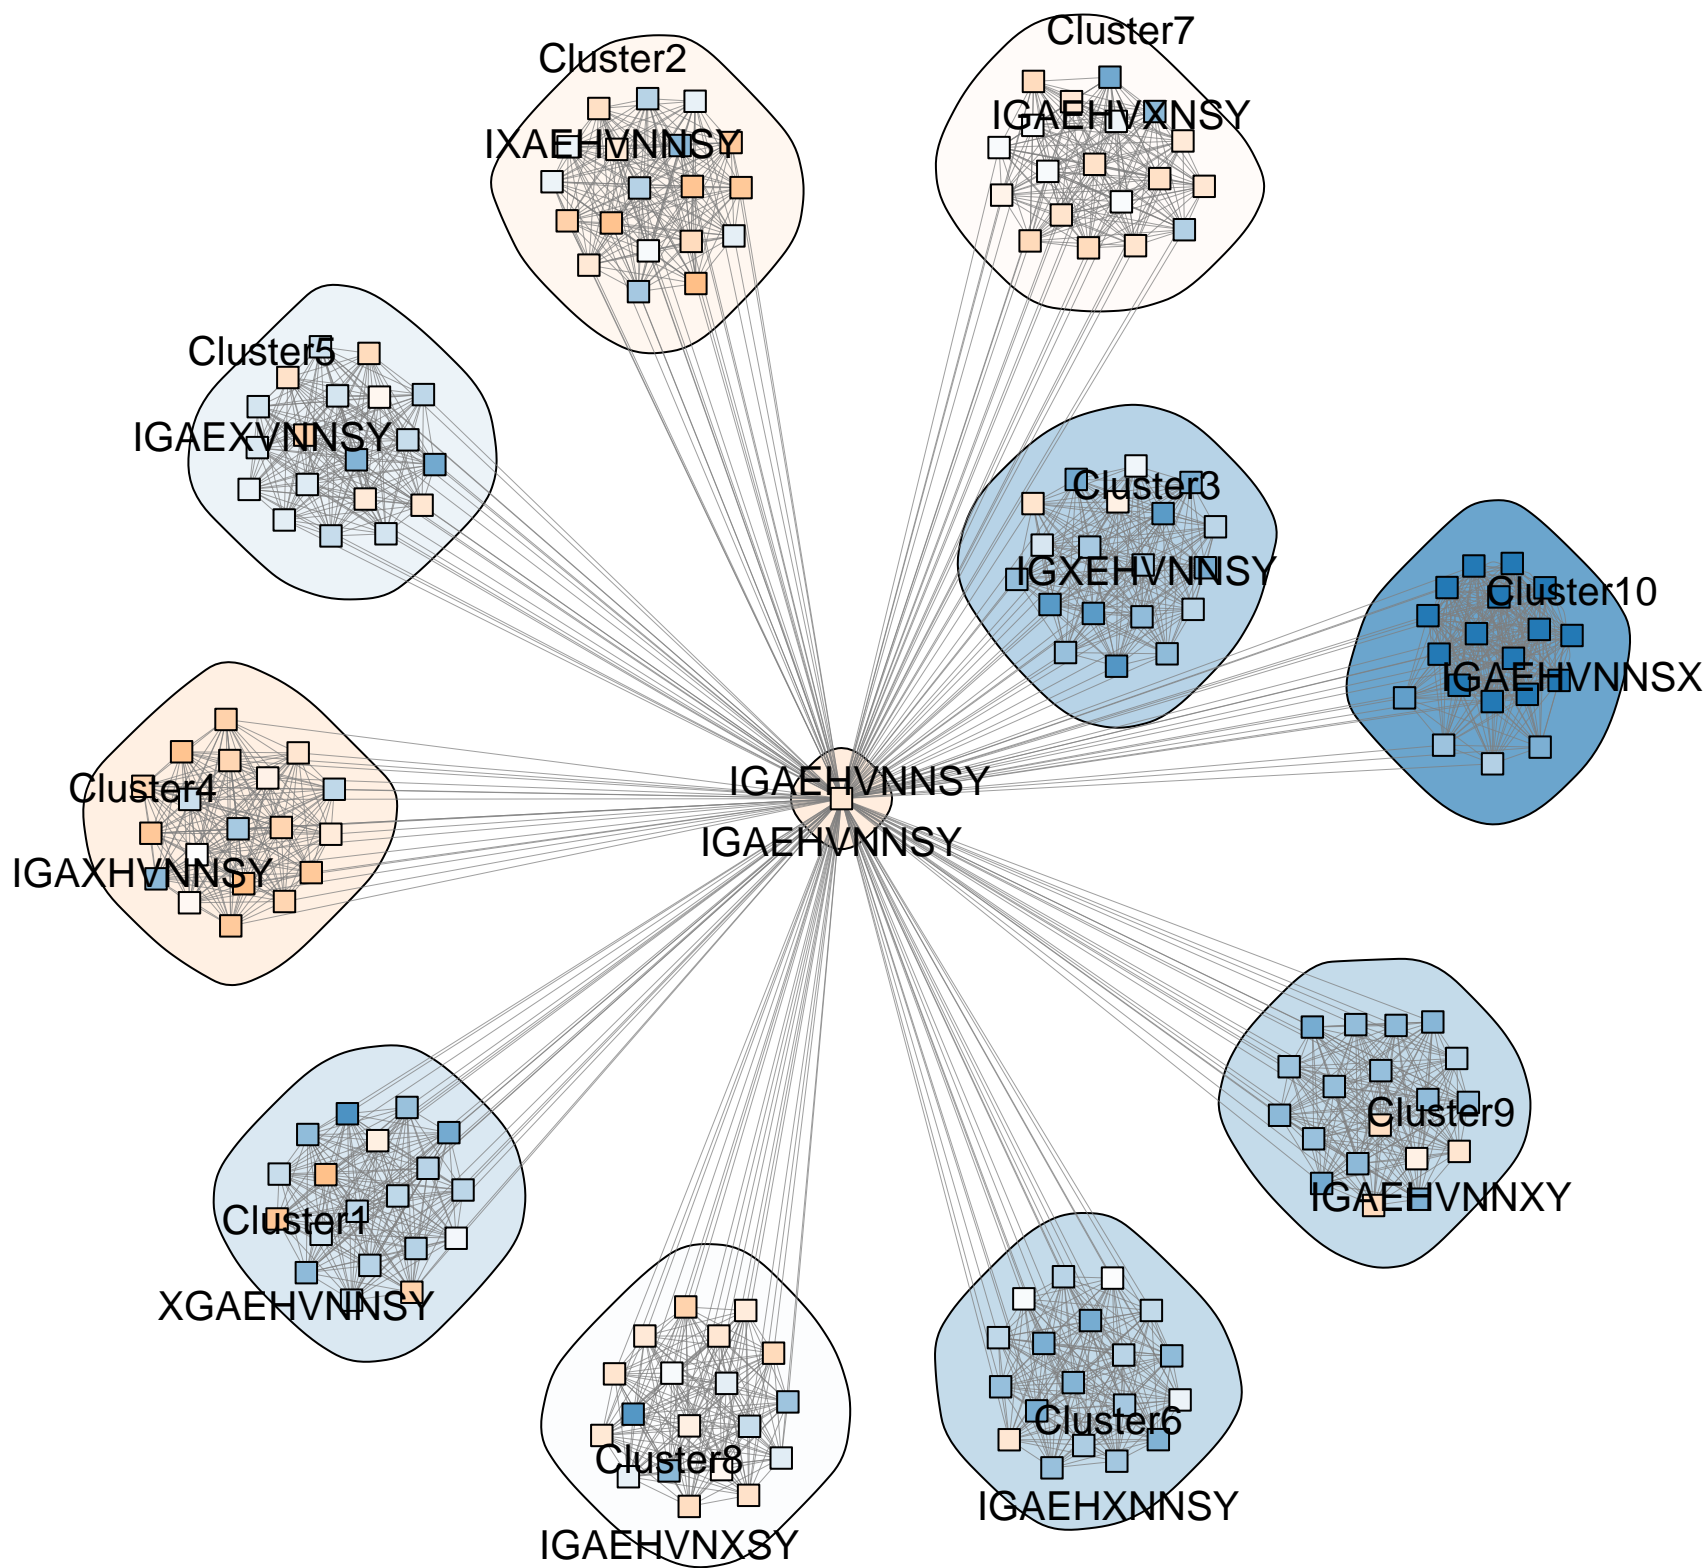 Cluster7
Cluster2
IGAEHVXNSY
IXAEHVNNSY
Cluster5
IGAEXVNNSY
Cluster3
IGXEHVNNSY
Cluster10
IGAEHVNNSX
IGAEHVNNSY
Cluster4
IGAEHVNNSY
IGAXHVNNSY
Cluster9
IGAEHVNNXY
Cluster1
XGAEHVNNSY
Cluster6
Cluster8
IGAEHXNNSY
IGAEHVNXSY